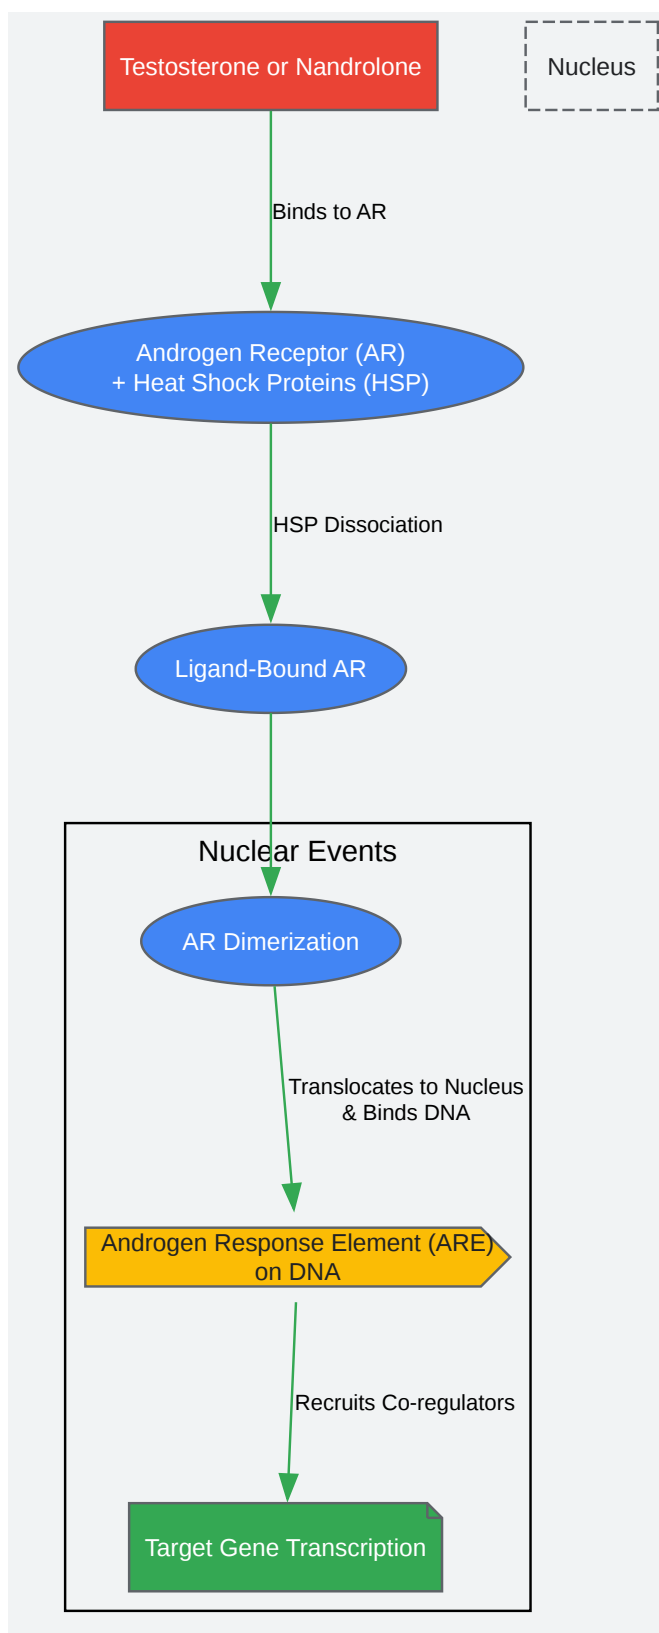 Testosterone or Nandrolone
Nucleus
Binds to AR
Androgen Receptor (AR)
+ Heat Shock Proteins (HSP)
HSP Dissociation
Ligand-Bound AR
Nuclear Events
AR Dimerization
Translocates to Nucleus
& Binds DNA
Androgen Response Element (ARE)
on DNA
Recruits Co-regulators
Target Gene Transcription